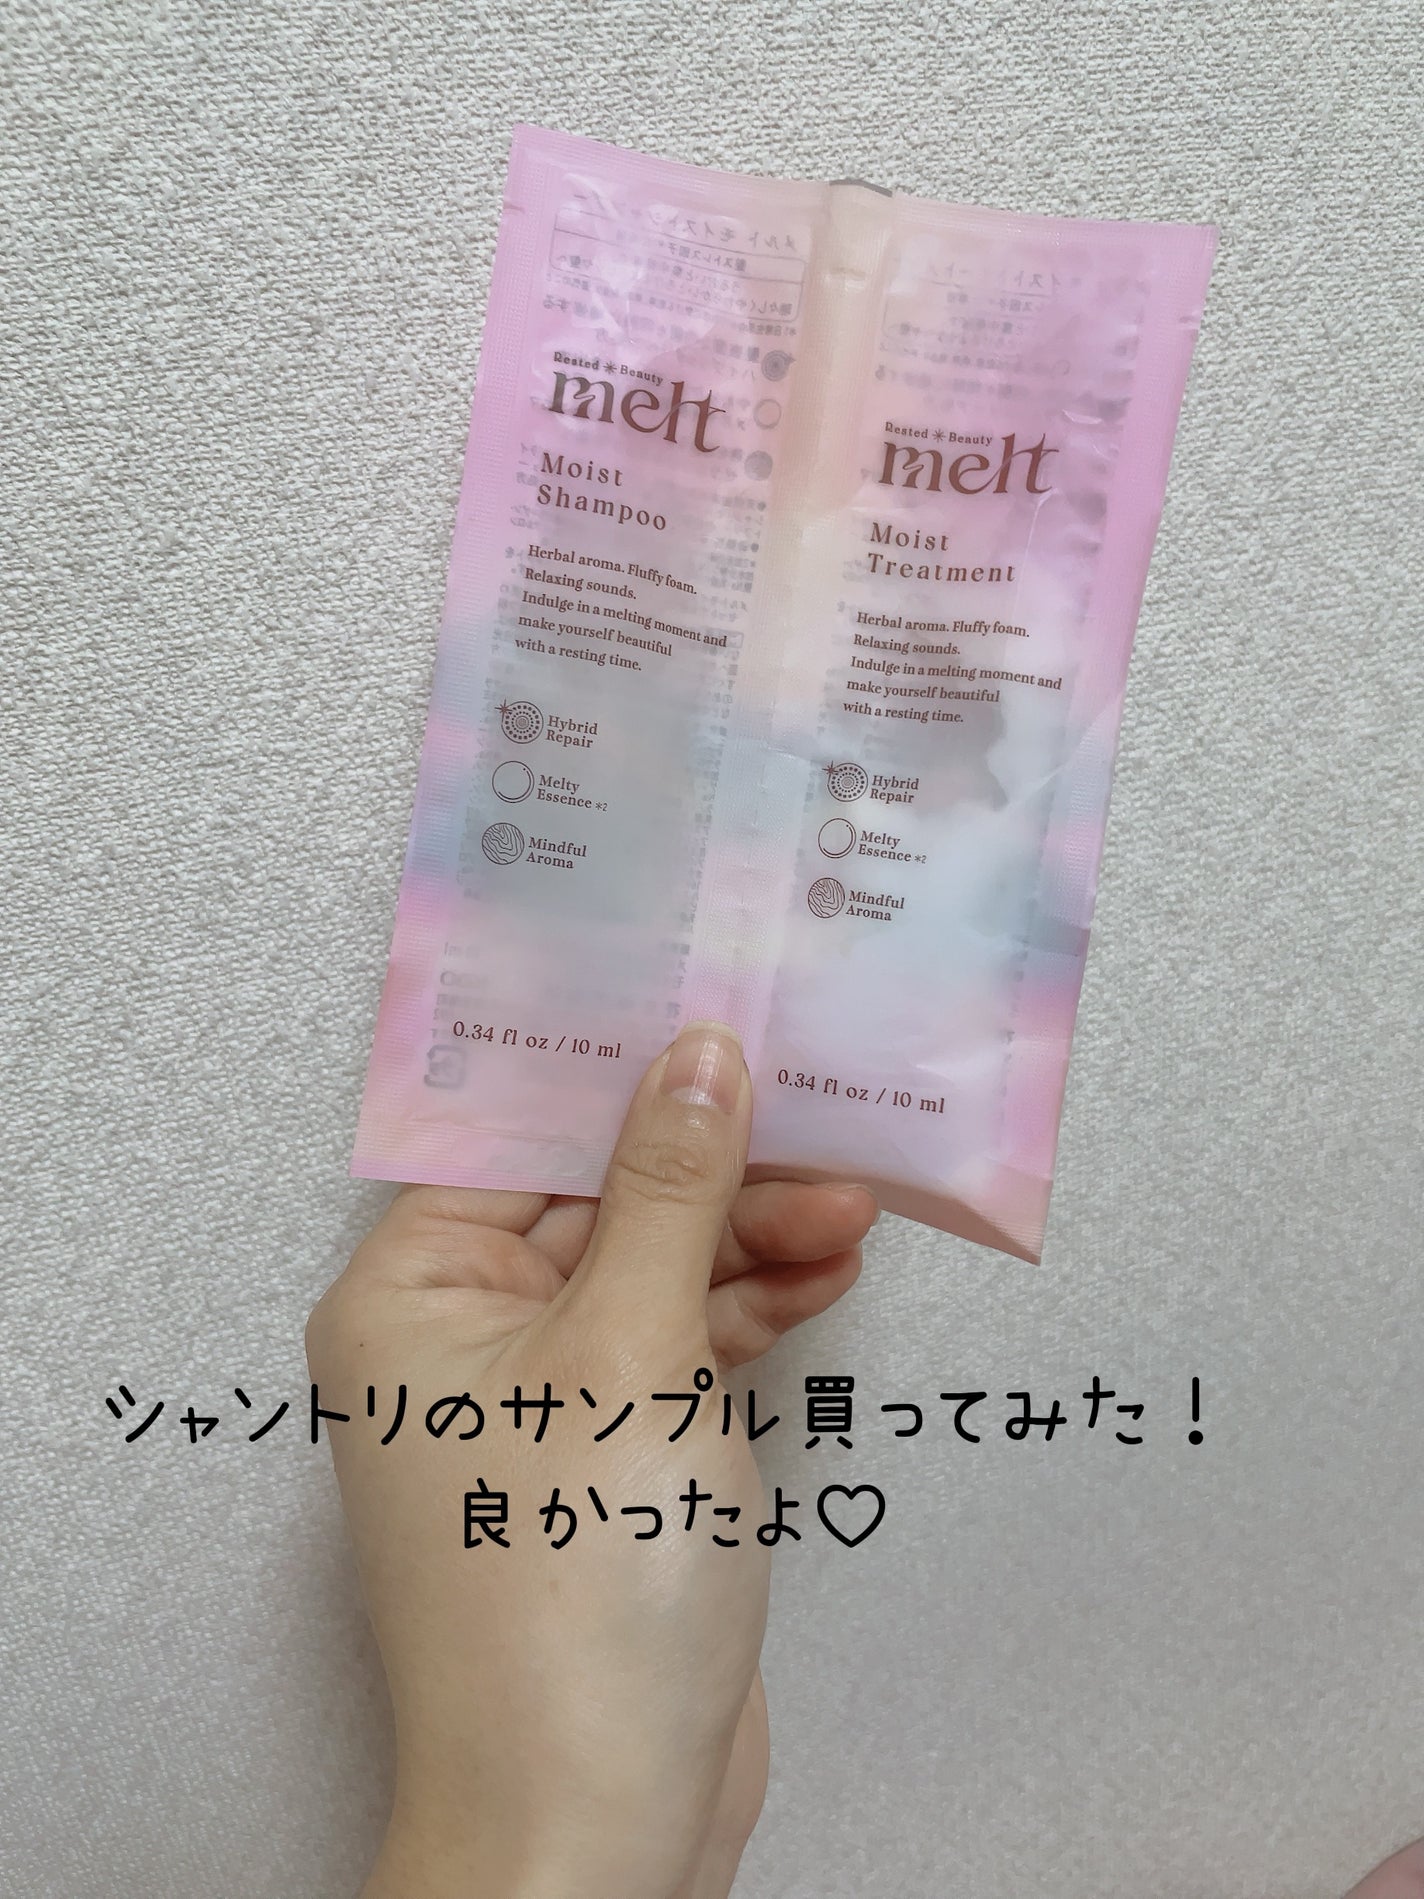 Rested Beauty
melt
Moist
Shampoo
Herbal aroma. Fluffy foam.
Relaxing sounds.
Indulge in a melting moment and
make yourself beautiful
with a resting time.
Hybrid
Repair
Melty
Essence *2
Mindful
Aroma
0.34 fl oz / 10 ml
Rested Beauty
melt
Moist
Treatment
Herbal aroma. Fluffy foam.
Relaxing sounds.
Indulge in a melting moment and
make yourself beautiful
with a resting time.
Hybrid
Repair
Melty
Essence *2
Mindful
Aroma
0.34 fl oz / 10 ml
シャントリのサンプル買ってみた！
良かったよ♡